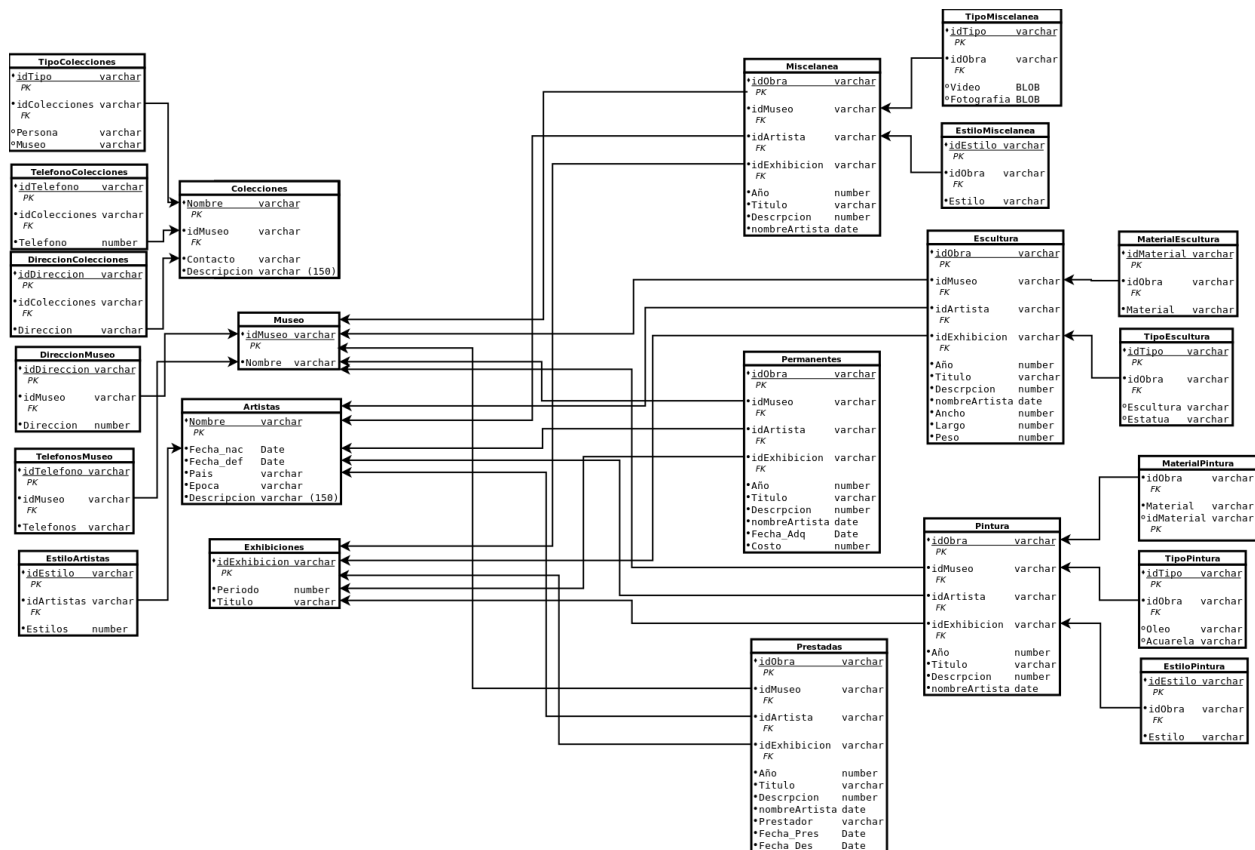 TipoColecciones
idTipo varchar
PK
idColecciones varchar
FK
Persona varchar
Museo varchar
TelefonoColecciones
idTelefono varchar
PK
idColecciones varchar
FK
Telefono number
DireccionColecciones
idDireccion varchar
PK
idColecciones varchar
FK
Direccion varchar
DireccionMuseo
idDireccion varchar
PK
idMuseo varchar
FK
Direccion number
TelefonosMuseo
idTelefono varchar
PK
idMuseo varchar
FK
Telefonos varchar
EstiloArtistas
idEstilo varchar
PK
idArtistas varchar
FK
Estilos number
Colecciones
Nombre varchar
PK
idMuseo varchar
FK
Contacto varchar
Descripcion varchar (150)
Museo
idMuseo varchar
PK
Nombre varchar
Artistas
Nombre varchar
PK
Fecha_nac Date
Fecha_def Date
Pais varchar
Epoca varchar
Descripcion varchar (150)
Exhibiciones
idExhibicion varchar
PK
Periodo number
Titulo varchar
Miscelanea
idObra varchar
PK
idMuseo varchar
FK
idArtista varchar
FK
idExhibicion varchar
FK
Año number
Titulo varchar
Descrpcion number
nombreArtista date
Permanentes
idObra varchar
PK
idMuseo varchar
FK
idArtista varchar
FK
idExhibicion varchar
FK
Año number
Titulo varchar
Descrpcion number
nombreArtista date
Fecha_Adq Date
Costo number
Prestadas
idObra varchar
PK
idMuseo varchar
FK
idArtista varchar
FK
idExhibicion varchar
FK
Año number
Titulo varchar
Descrpcion number
nombreArtista date
Prestador varchar
Fecha_Pres Date
Fecha_Des Date
TipoMiscelanea
idTipo varchar
PK
idObra varchar
FK
Video BLOB
Fotografia BLOB
EstiloMiscelanea
idEstilo varchar
PK
idObra varchar
FK
Estilo varchar
Escultura
idObra varchar
PK
idMuseo varchar
FK
idArtista varchar
FK
idExhibicion varchar
FK
Año number
Titulo varchar
Descrpcion number
nombreArtista date
Ancho number
Largo number
Peso number
Pintura
idObra varchar
PK
idMuseo varchar
FK
idArtista varchar
FK
idExhibicion varchar
FK
Año number
Titulo varchar
Descrpcion number
nombreArtista date
MaterialEscultura
idMaterial varchar
PK
idObra varchar
FK
Material varchar
TipoEscultura
idTipo varchar
PK
idObra varchar
FK
Escultura varchar
Estatua varchar
MaterialPintura
idObra varchar
FK
Material varchar
idMaterial varchar
PK
TipoPintura
idTipo varchar
PK
idObra varchar
FK
Oleo varchar
Acuarela varchar
EstiloPintura
idEstilo varchar
PK
idObra varchar
FK
Estilo varchar